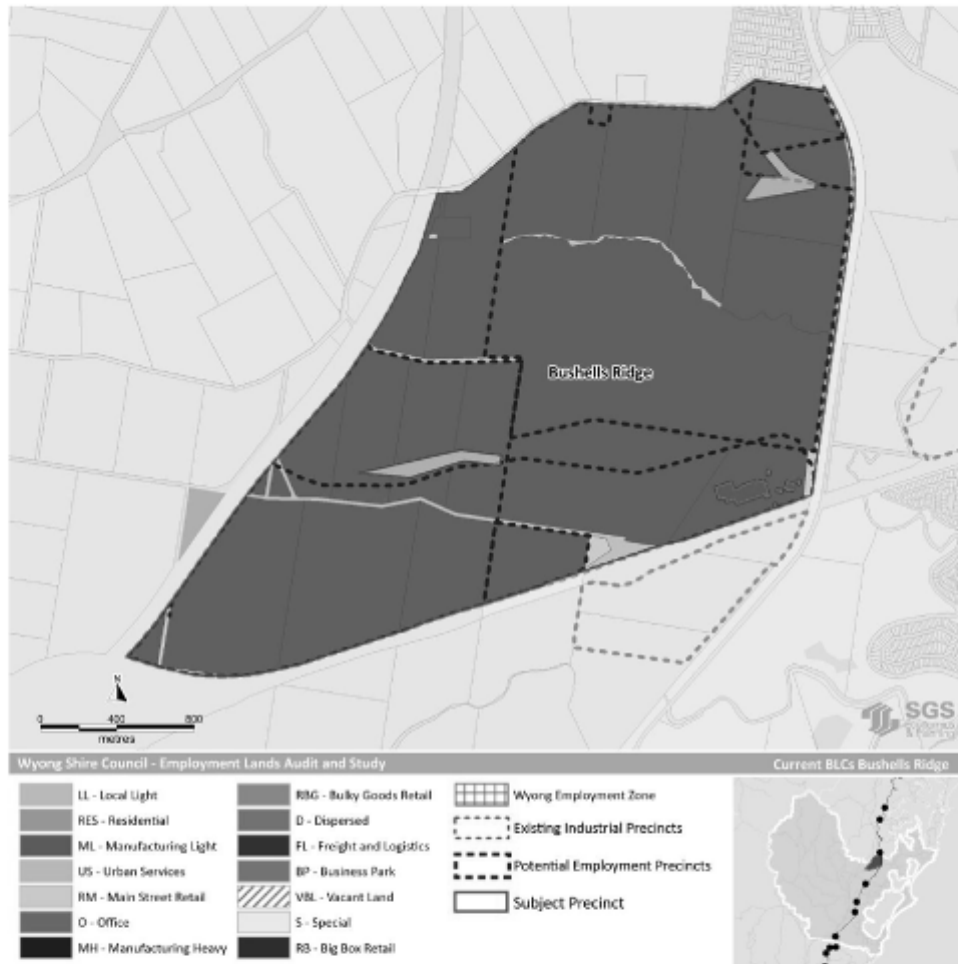 Bushells Ridge
N
0 400 800
metres
SGS
Economics
& Planning
Wyong Shire Council - Employment Lands Audit and Study Current BLCs Bushells Ridge
LL - Local Light
RES - Residential
ML - Manufacturing Light
US - Urban Services
RM - Main Street Retail
O - Office
MH - Manufacturing Heavy
RBG - Bulky Goods Retail
D - Dispersed
FL - Freight and Logistics
BP - Business Park
VBL - Vacant Land
S - Special
RB - Big Box Retail
Wyong Employment Zone
Existing Industrial Precincts
Potential Employment Precincts
Subject Precinct